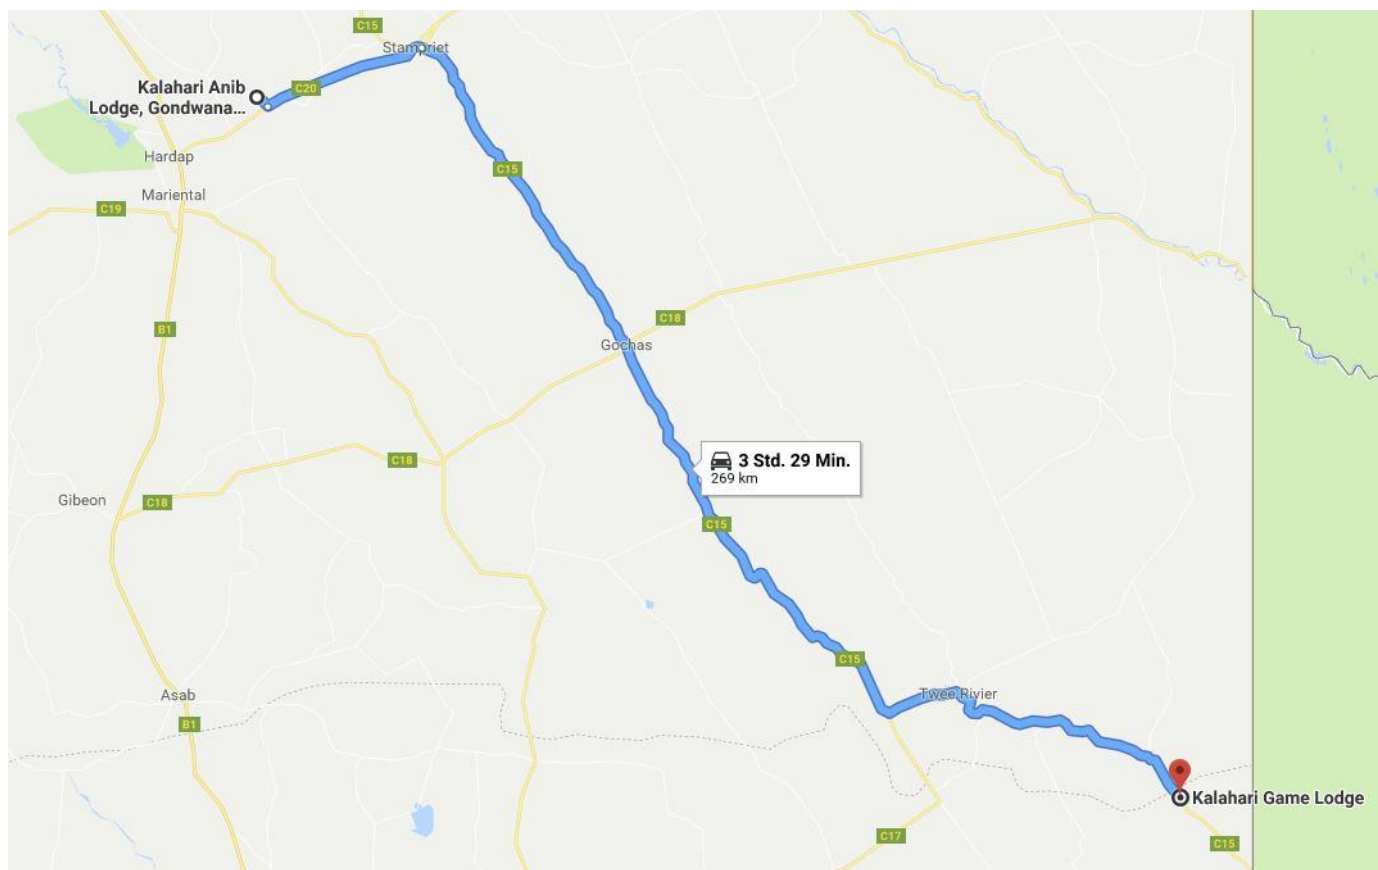 C15
Stampriet
Kalahari Anib
Lodge, Gondwana...
C20
Hardap
C15
Mariental
C19
C18
B1
Gochas
C18
3 Std. 29 Min.
269 km
Gibeon
C18
C15
C15
Twee Rivier
Asab
B1
Kalahari Game Lodge
C17
C15